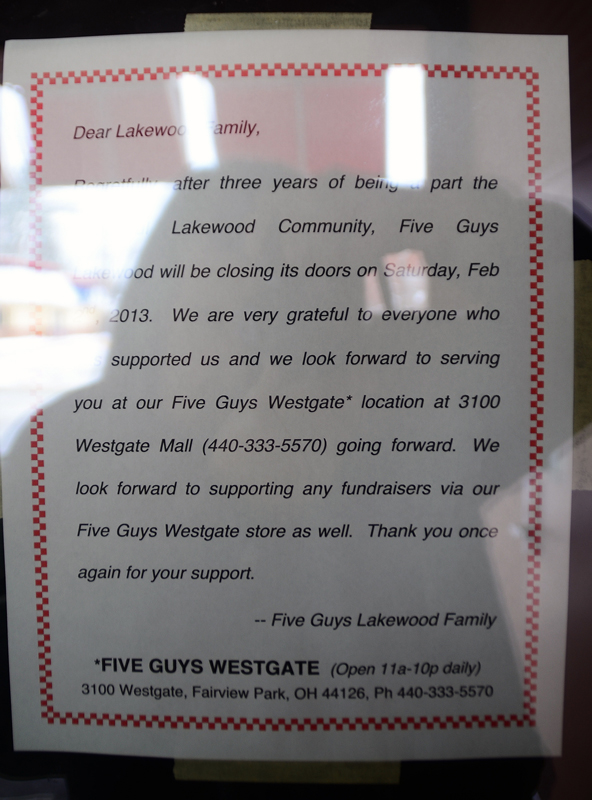 Dear Lakewood Family,
Regretfully, after three years of being a part the
Lakewood Community, Five Guys
Lakewood will be closing its doors on Saturday, Feb
2013. We are very grateful to everyone who
supported us and we look forward to serving
you at our Five Guys Westgate* location at 3100
Westgate Mall (440-333-5570) going forward. We
look forward to supporting any fundraisers via our
Five Guys Westgate store as well. Thank you once
again for your support.
-- Five Guys Lakewood Family
*FIVE GUYS WESTGATE (Open 11a-10p daily)
3100 Westgate, Fairview Park, OH 44126, Ph 440-333-5570